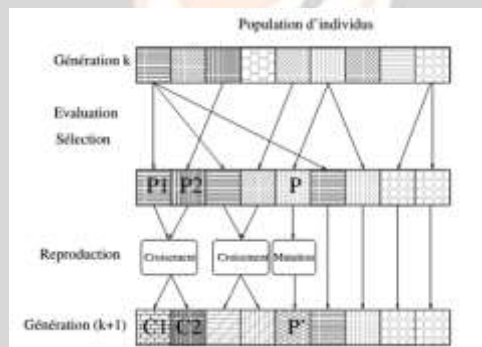 Population d'individus
Génération k
Evaluation
Sélection
P1 P2 P
Reproduction
Croisement Croisement Mutation
Génération (k+1) C1 C2 P'